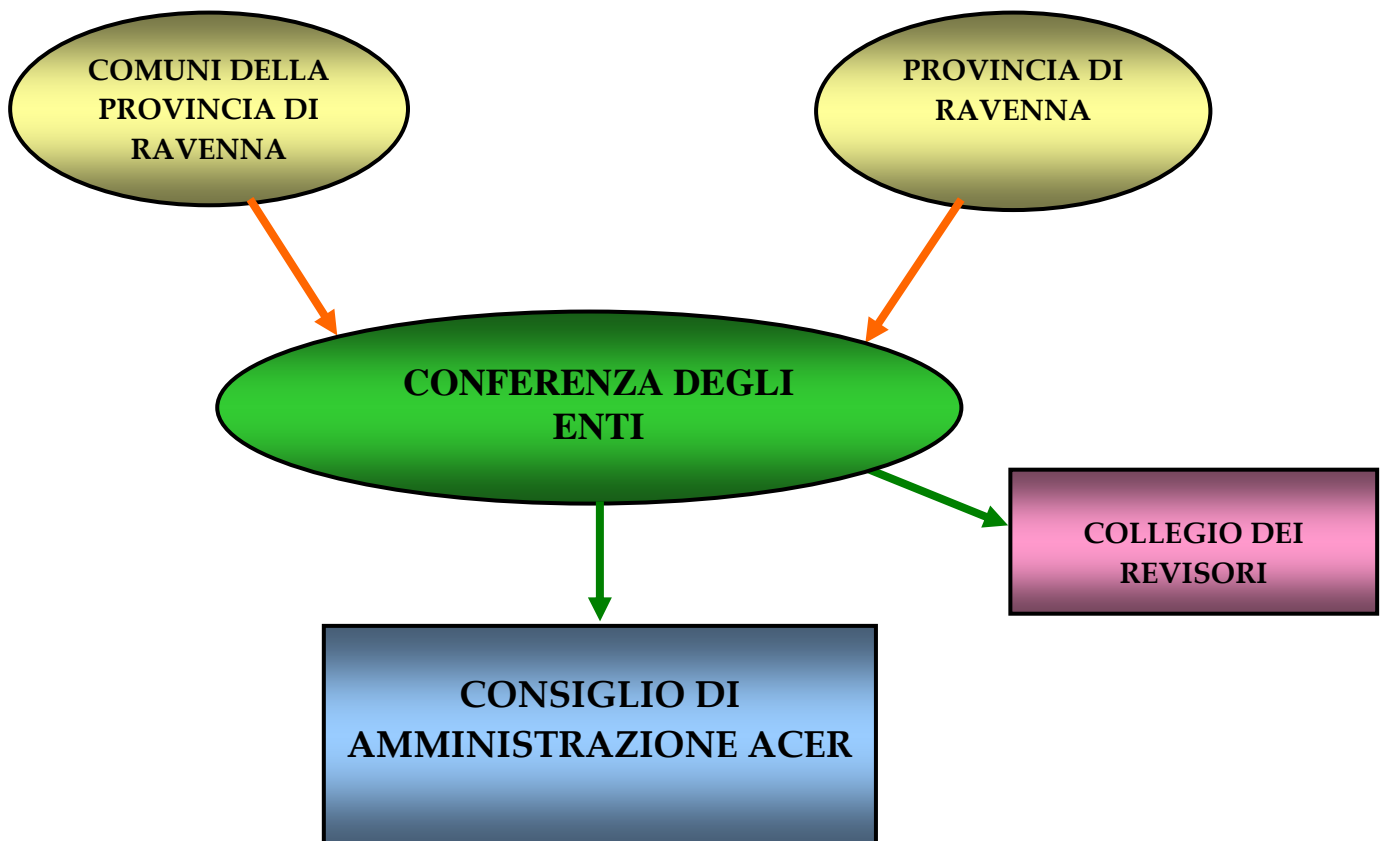 COMUNI DELLA
PROVINCIA DI
RAVENNA
PROVINCIA DI
RAVENNA
CONFERENZA DEGLI
ENTI
COLLEGIO DEI
REVISORI
CONSIGLIO DI
AMMINISTRAZIONE ACER